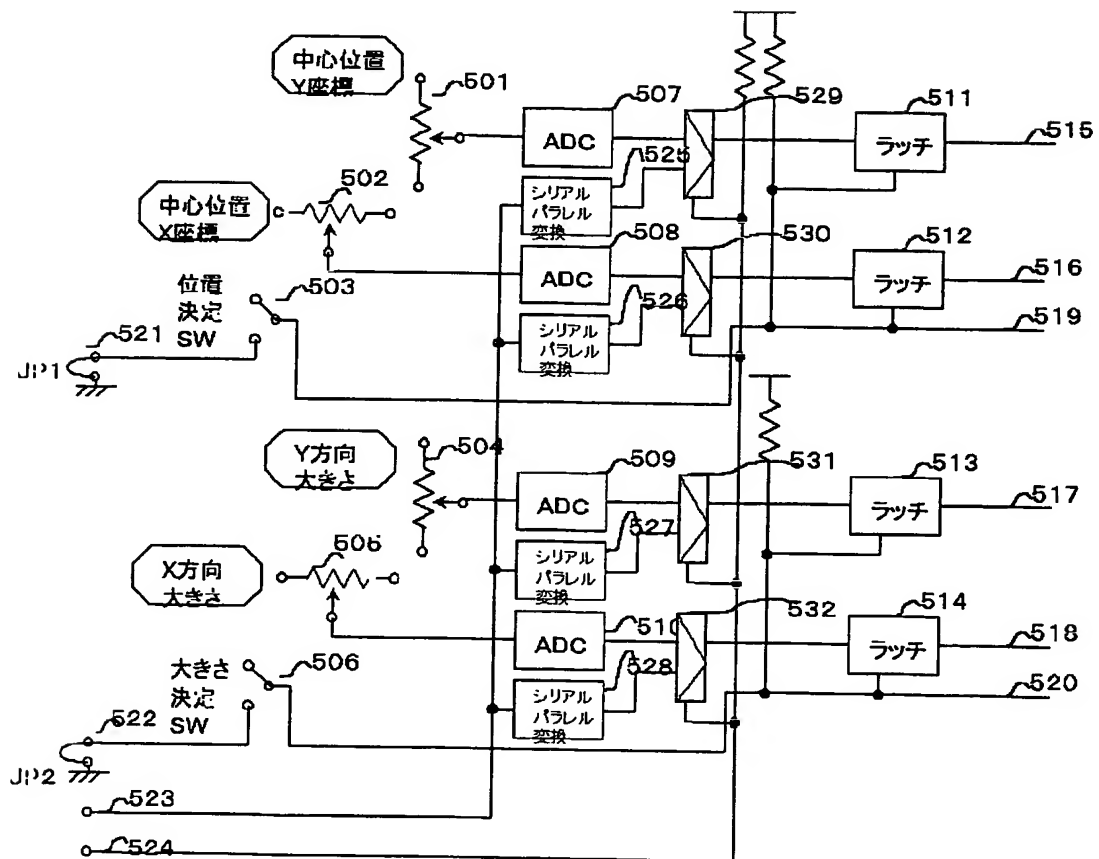 中心位置
Y座標
501
507
529
511
ADC
ラッチ
515
525
シリアル
パラレル
変換
中心位置
X座標
502
508
530
512
ADC
ラッチ
516
526
シリアル
パラレル
変換
519
位置
決定
SW
503
521
JP1
Y方向
大きさ
504
509
531
513
ADC
ラッチ
517
527
シリアル
パラレル
変換
X方向
大きさ
505
510
532
514
ADC
ラッチ
518
528
シリアル
パラレル
変換
520
大きさ
決定
SW
506
522
JP2
523
524